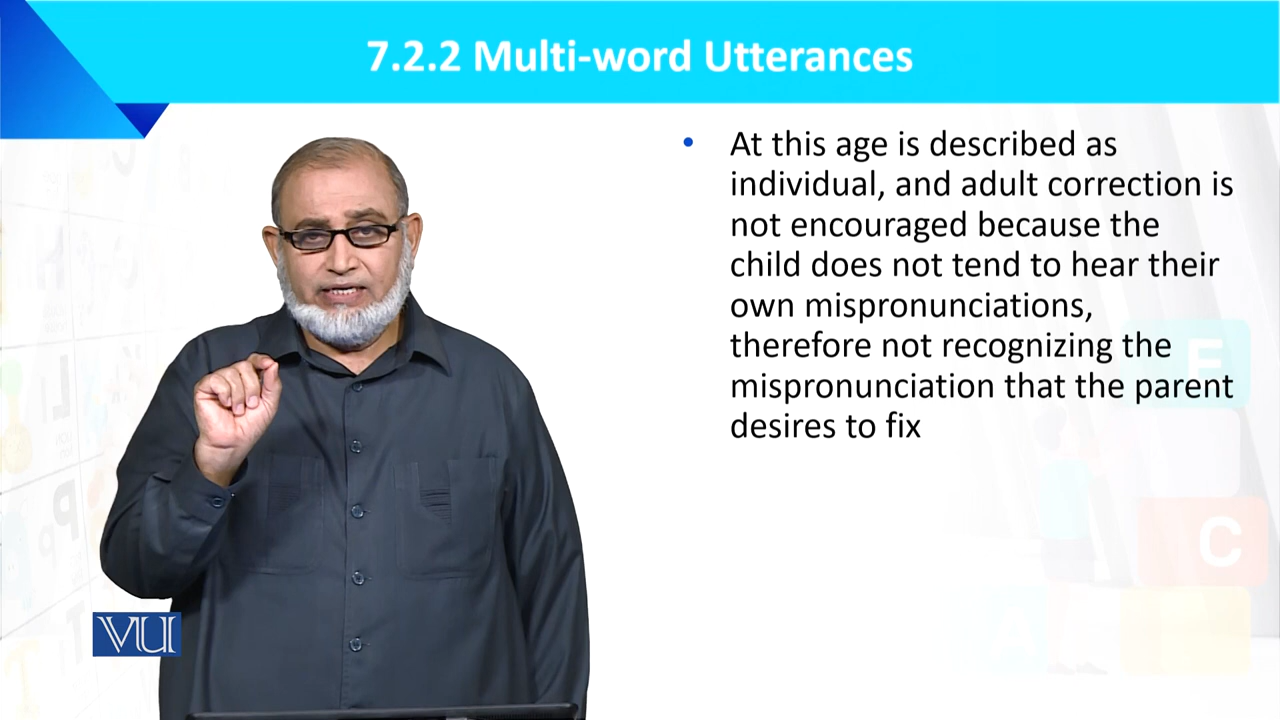 7.2.2 Multi-word Utterances
• At this age is described as
individual, and adult correction is
not encouraged because the
child does not tend to hear their
own mispronunciations,
therefore not recognizing the
mispronunciation that the parent
desires to fix
VU
E
C
A
P
L